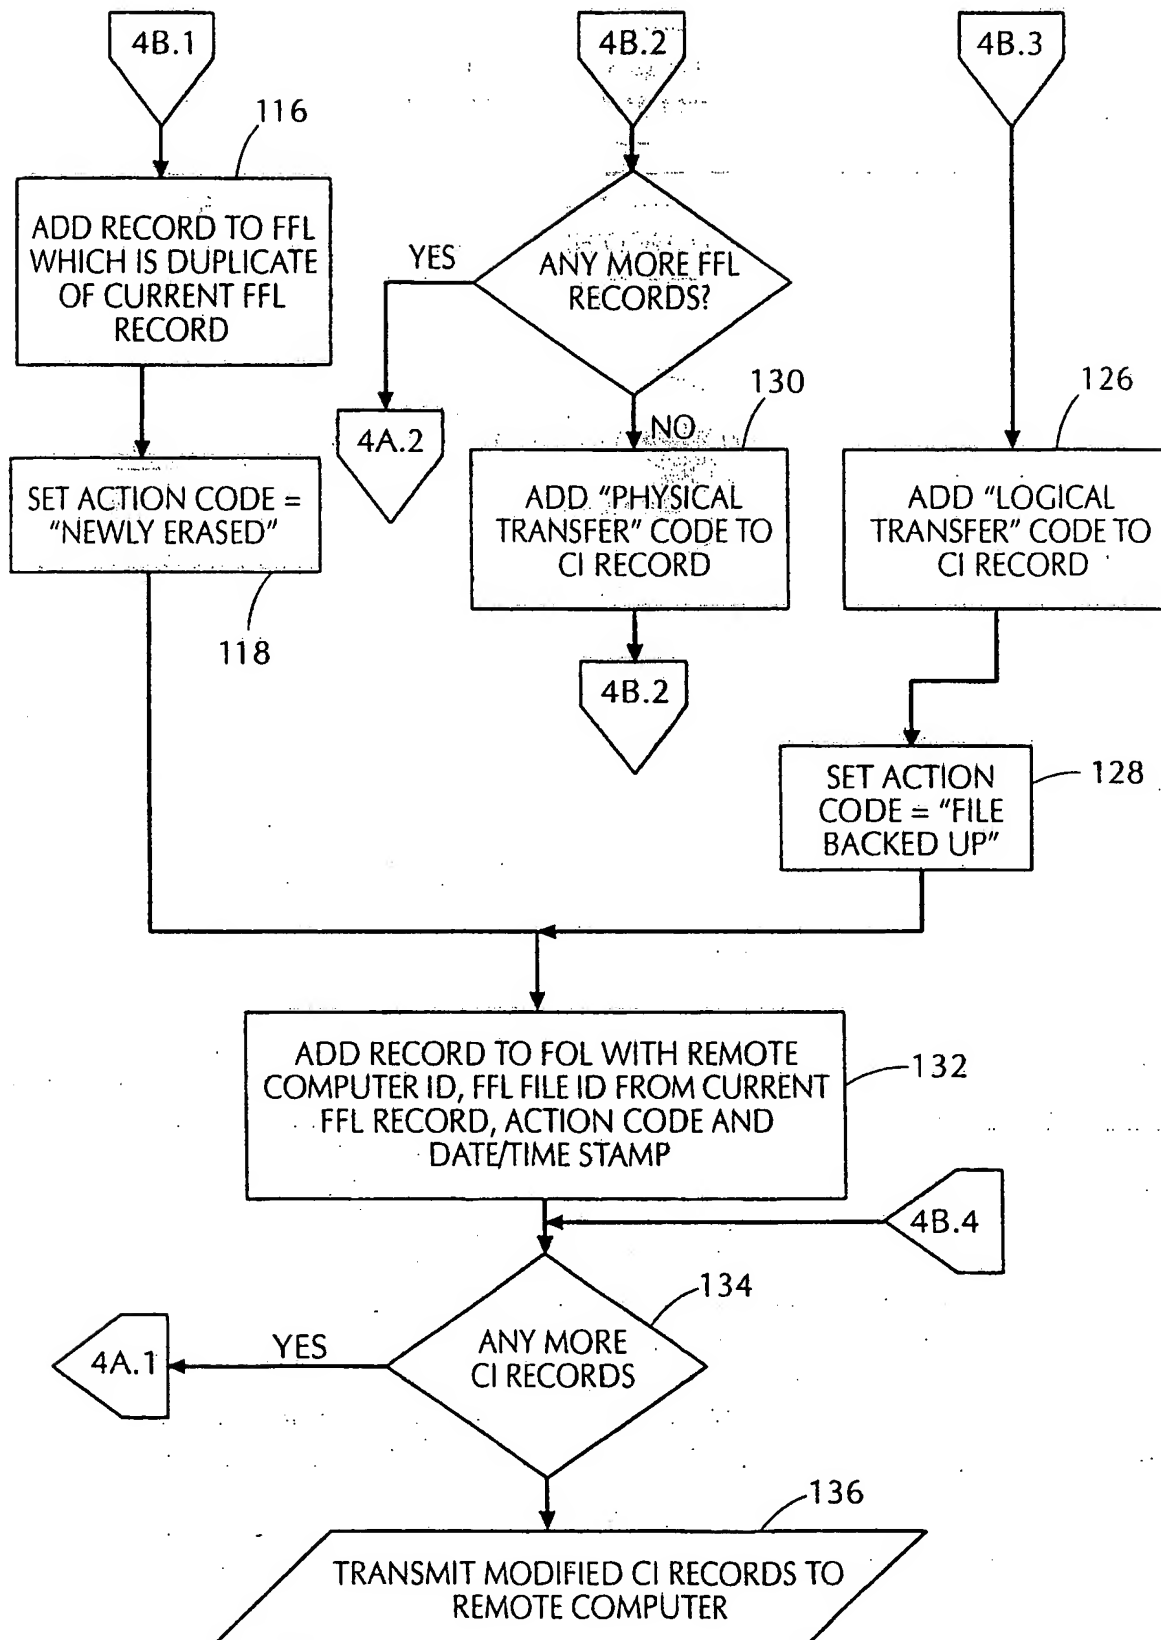 4B.1
4B.2
4B.3
116
ADD RECORD TO FFL
WHICH IS DUPLICATE
OF CURRENT FFL
RECORD
YES
ANY MORE FFL
RECORDS?
130
126
4A.2
NO
SET ACTION CODE =
"NEWLY ERASED"
118
ADD "PHYSICAL
TRANSFER" CODE TO
CI RECORD
ADD "LOGICAL
TRANSFER" CODE TO
CI RECORD
4B.2
SET ACTION
CODE = "FILE
BACKED UP"
128
ADD RECORD TO FOL WITH REMOTE
COMPUTER ID, FFL FILE ID FROM CURRENT
FFL RECORD, ACTION CODE AND
DATE/TIME STAMP
132
4B.4
134
4A.1
YES
ANY MORE
CI RECORDS
136
TRANSMIT MODIFIED CI RECORDS TO
REMOTE COMPUTER